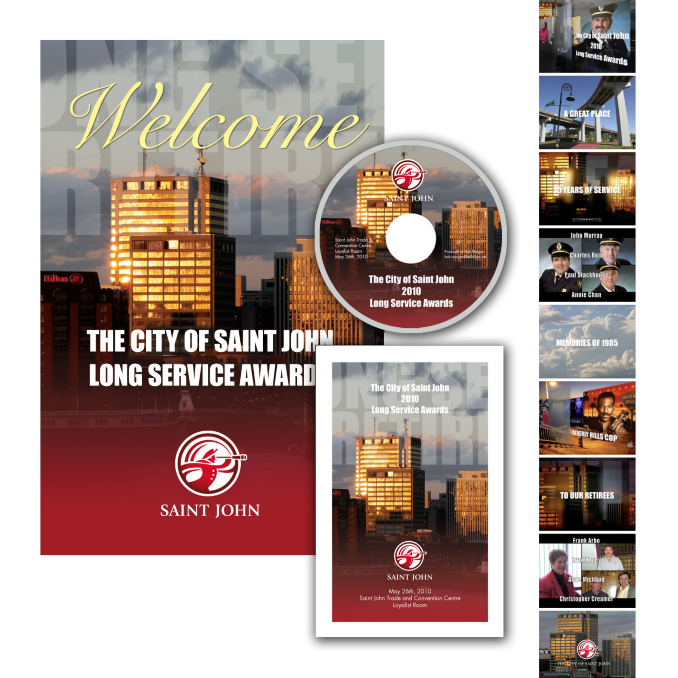 Welcome
Hilton
THE CITY OF SAINT JOHN
LONG SERVICE AWARD
SAINT JOHN
SAINT JOHN
Saint John Trade &
Convention Centre
Loyalist Room
May 26th, 2010
The City of Saint John
2010
Long Service Awards
The City of Saint John
2010
Long Service Awards
SAINT JOHN
May 26th, 2010
Saint John Trade and Convention Centre
Loyalist Room
The City of Saint John
2010
Long Service Awards
A GREAT PLACE
YEARS OF SERVICE
John Murray
Charles
Paul Stackhouse
Annie Chan
MEMORIES OF 1985
BEVERLY HILLS COP
TO OUR RETIREES
Frank Arbo
Michaud
Christopher Creamer
THE CITY OF SAINT JOHN